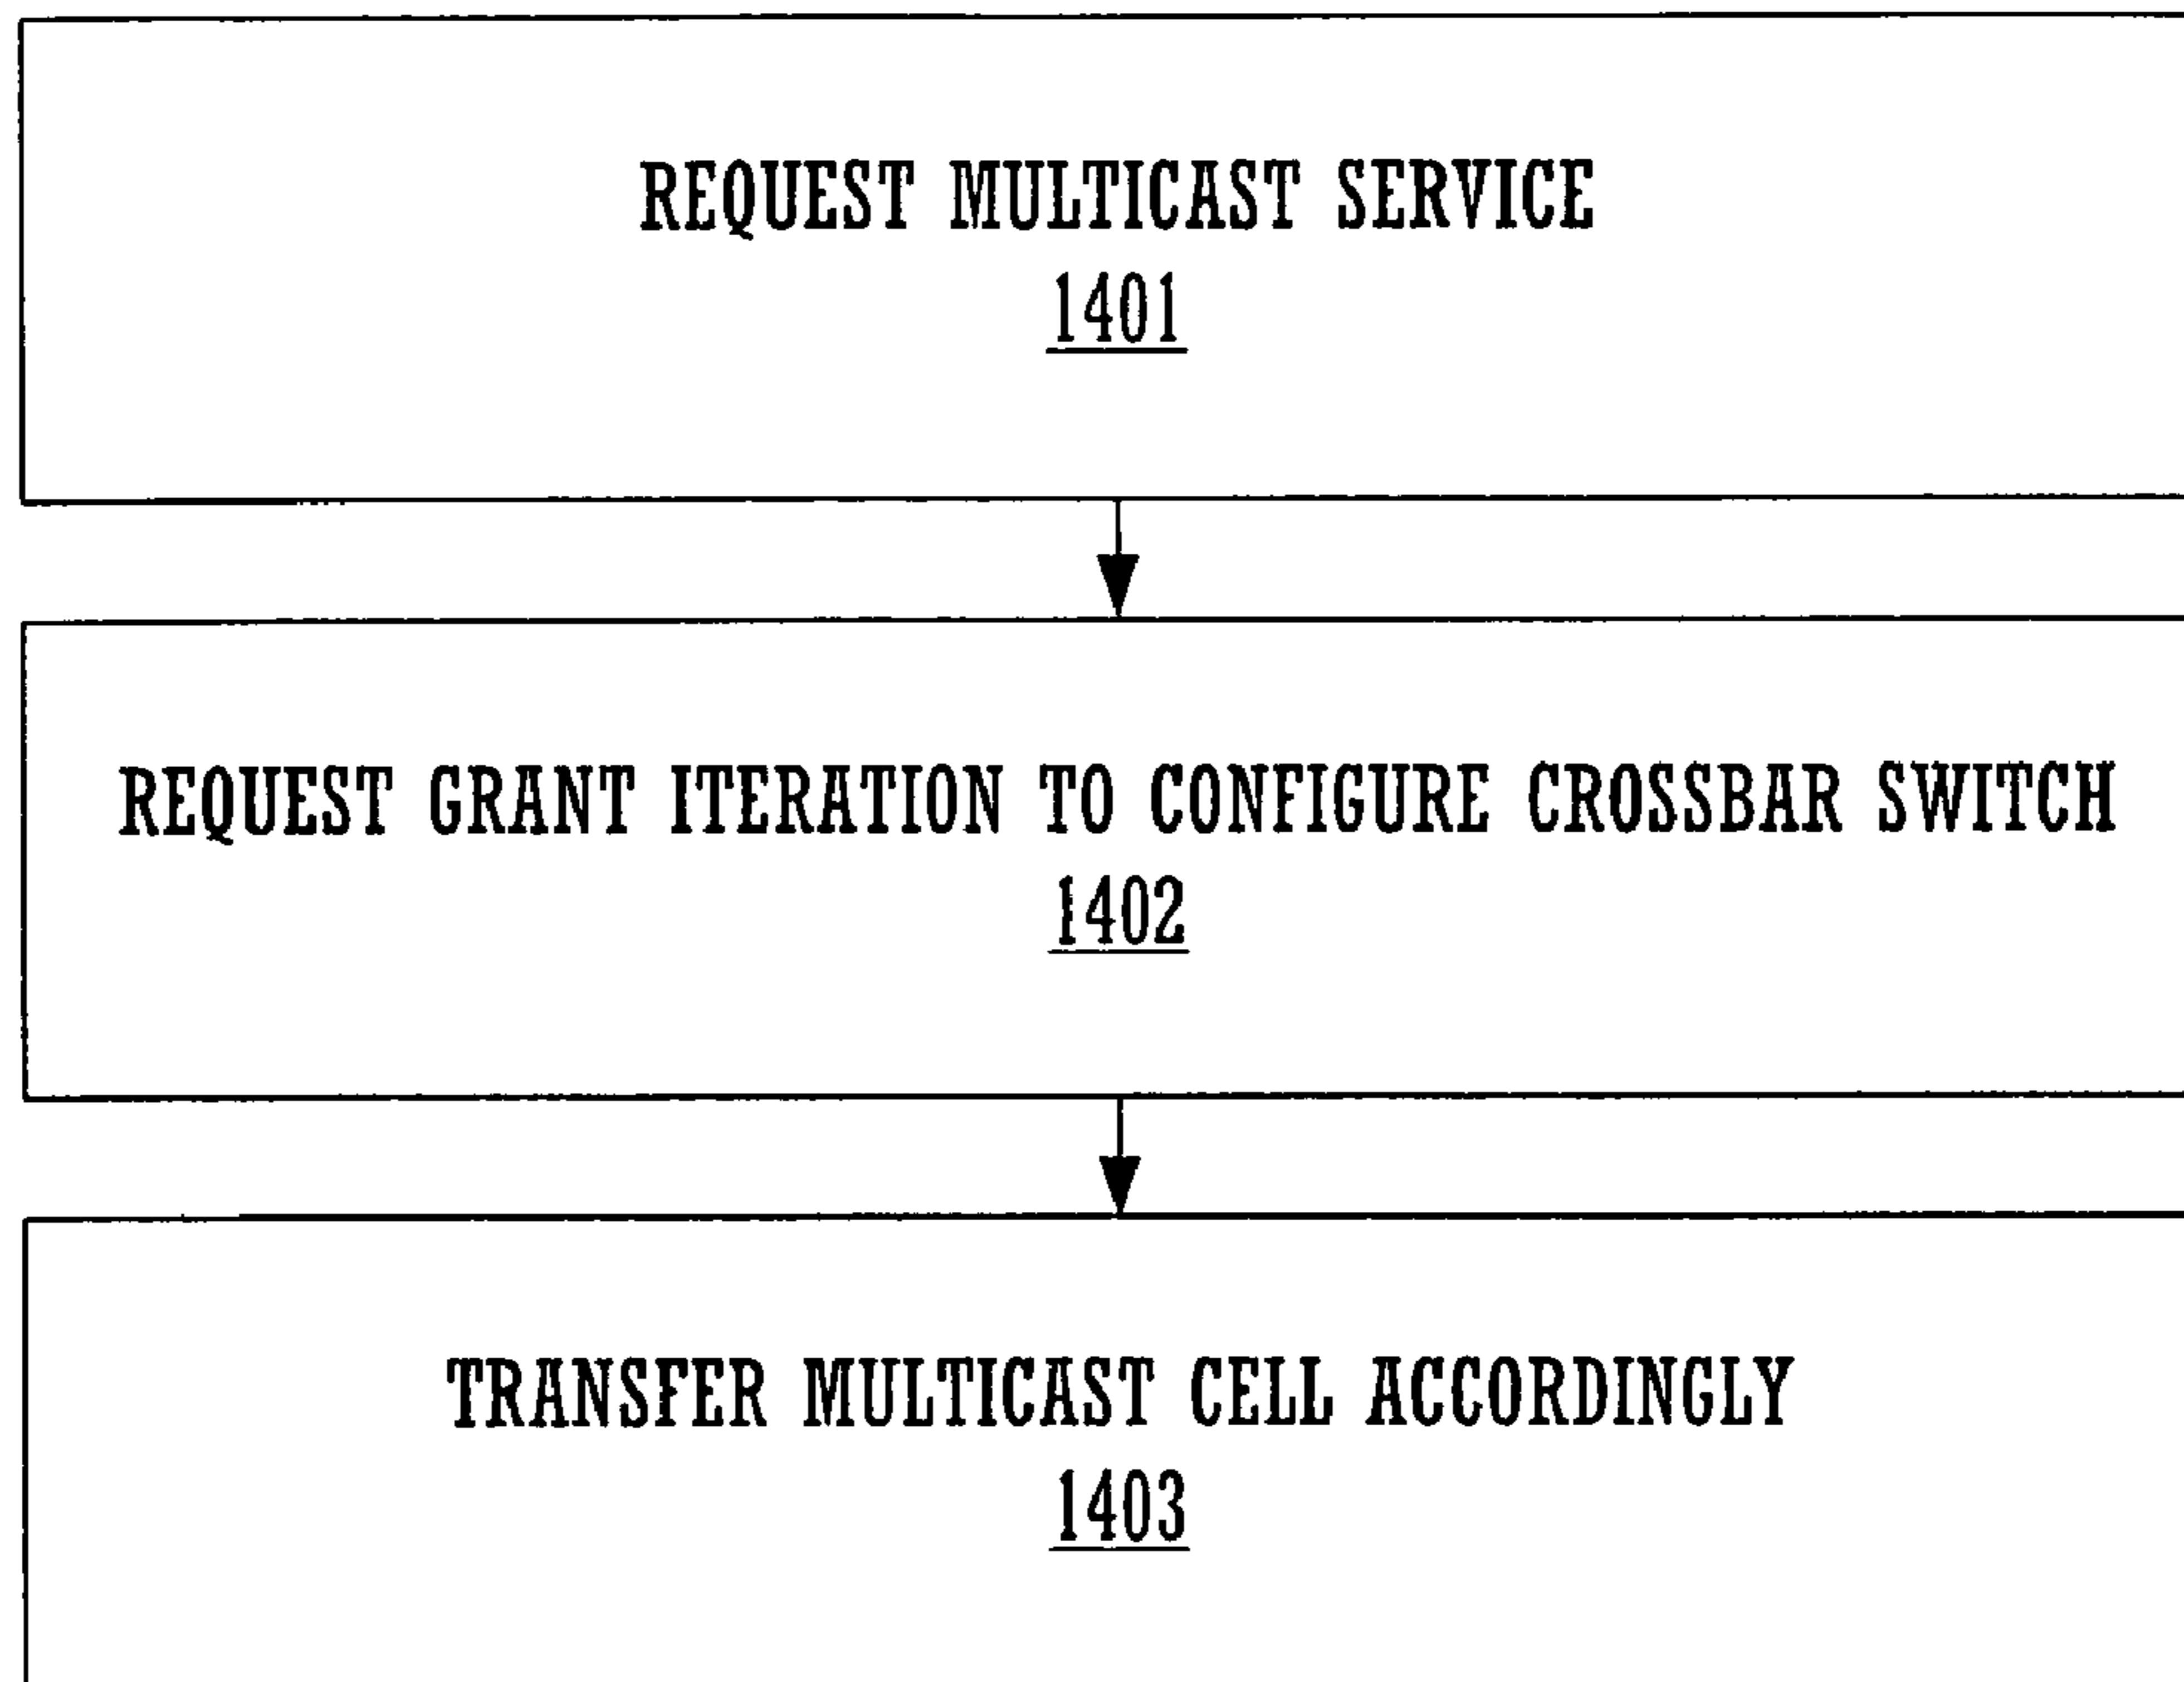 REQUEST MULTICAST SERVICE
1401
REQUEST GRANT ITERATION TO CONFIGURE CROSSBAR SWITCH
1402
TRANSFER MULTICAST CELL ACCORDINGLY
1403